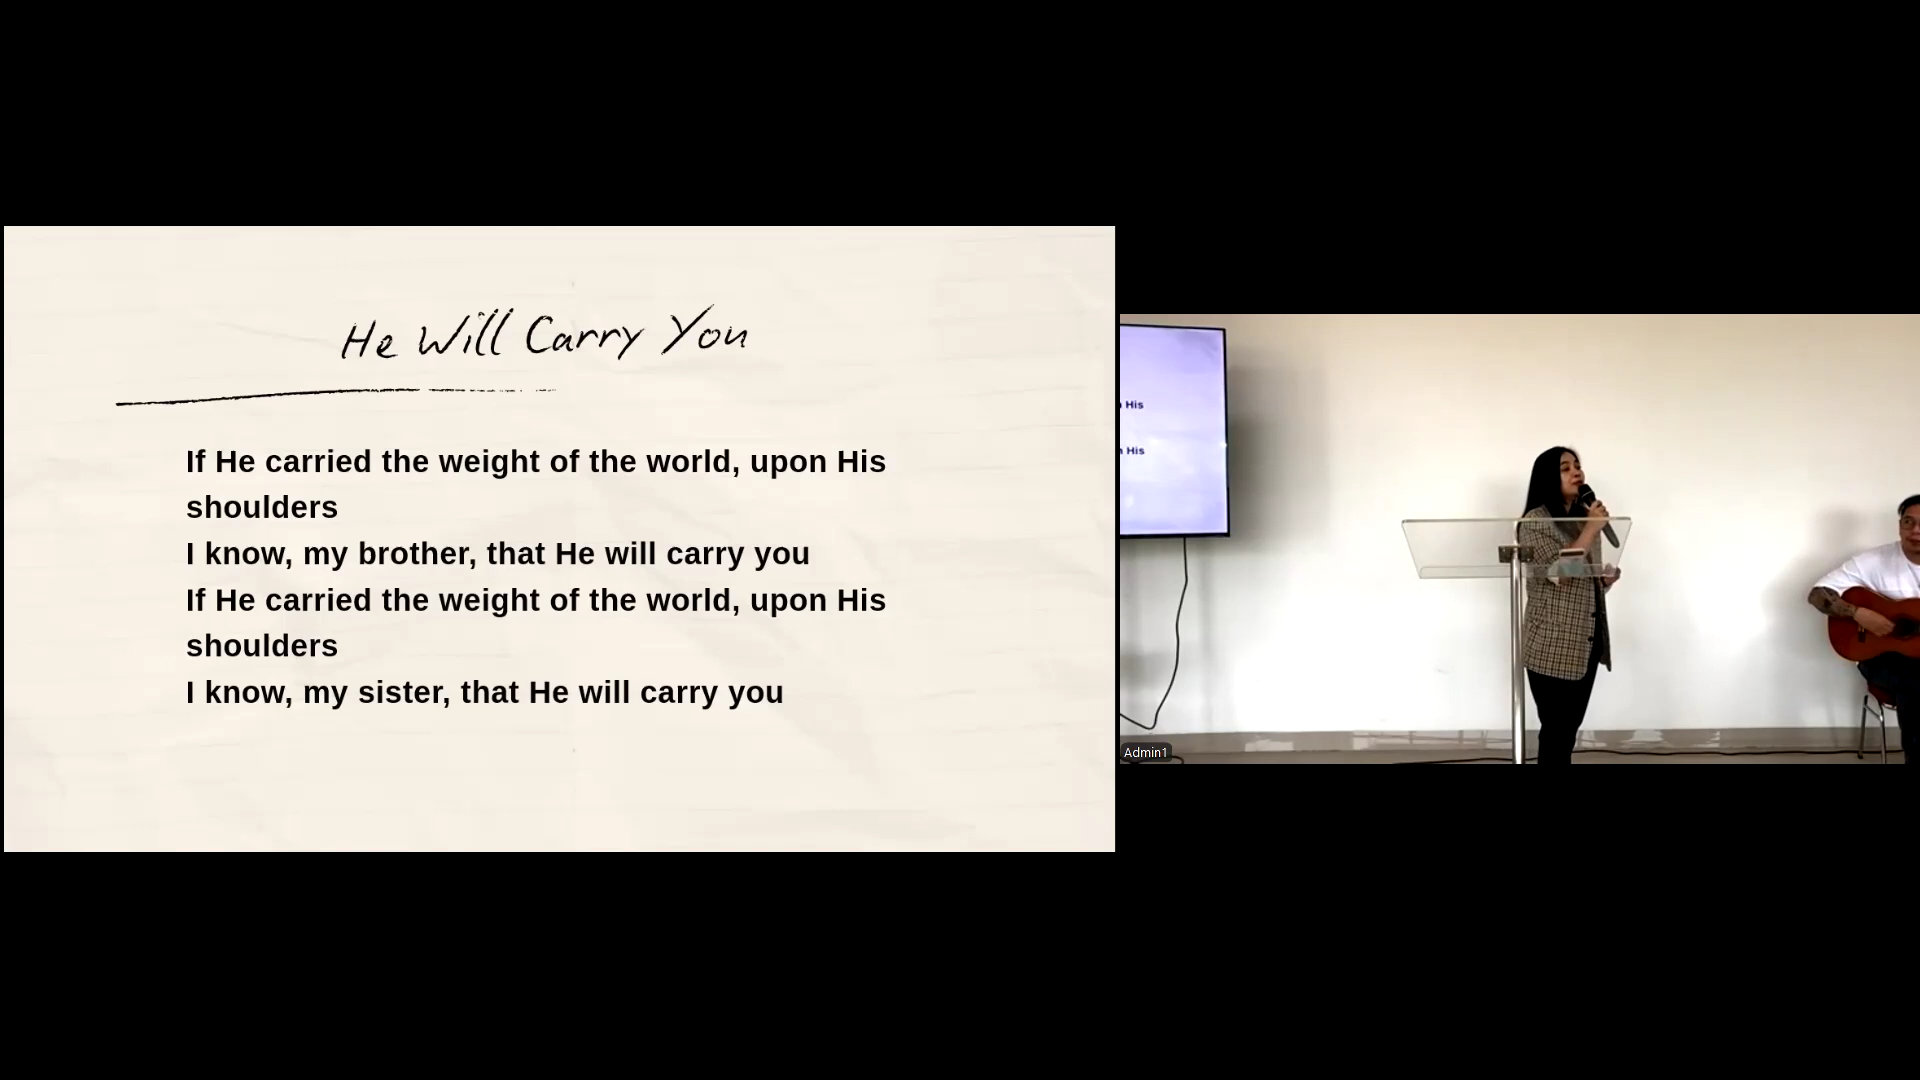 He Will Carry You
If He carried the weight of the world, upon His
shoulders
I know, my brother, that He will carry you
If He carried the weight of the world, upon His
shoulders
I know, my sister, that He will carry you
His
His
Admin1